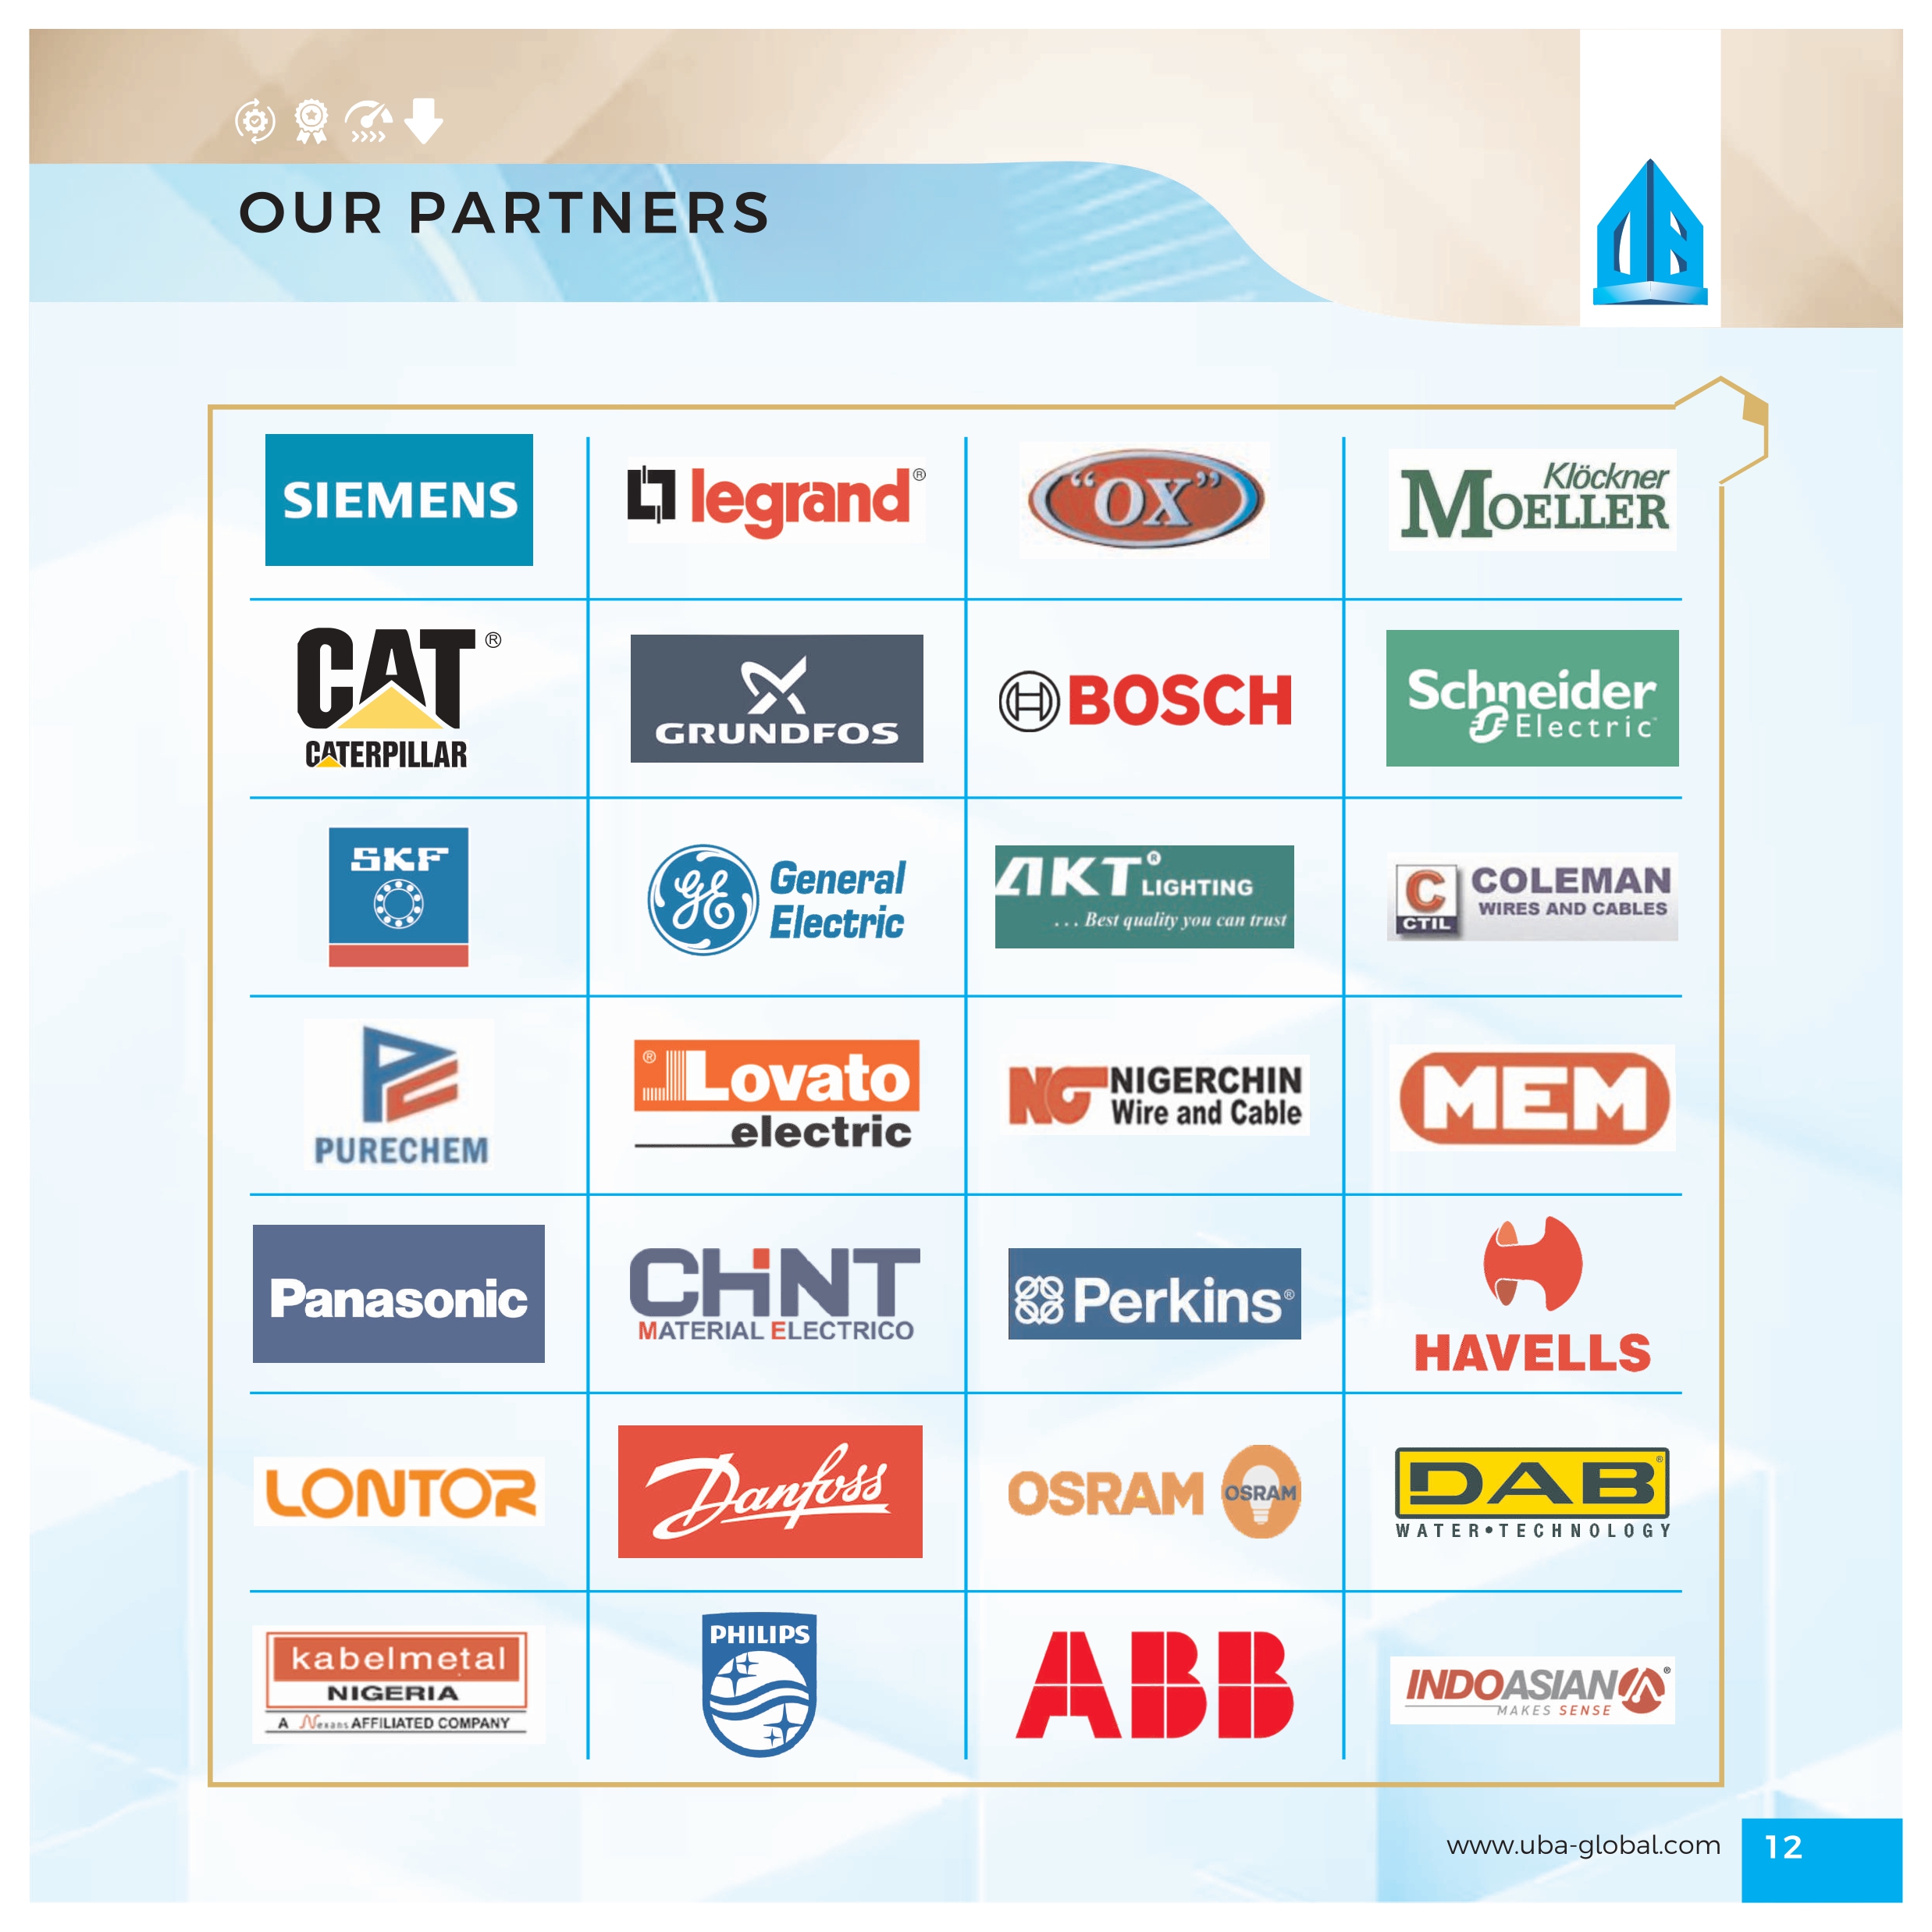 OUR PARTNERS
SIEMENS
legrand®
"OX"
Klöckner
MOELLER
CAT®
CATERPILLAR
GRUNDFOS
BOSCH
Schneider
Electric
SKF
GE General
Electric
AKT® LIGHTING
... Best quality you can trust
C
CTIL
COLEMAN
WIRES AND CABLES
PURECHEM
® Lovato
electric
NG NIGERCHIN
Wire and Cable
MEM
Panasonic
CHiNT
MATERIAL ELECTRICO
Perkins®
HAVELLS
LONTOR
Danfoss
OSRAM OSRAM
DAB®
WATER•TECHNOLOGY
kabelmetal
NIGERIA
A Nexans AFFILIATED COMPANY
PHILIPS
ABB
INDOASIAN®
MAKES SENSE
www.uba-global.com 12